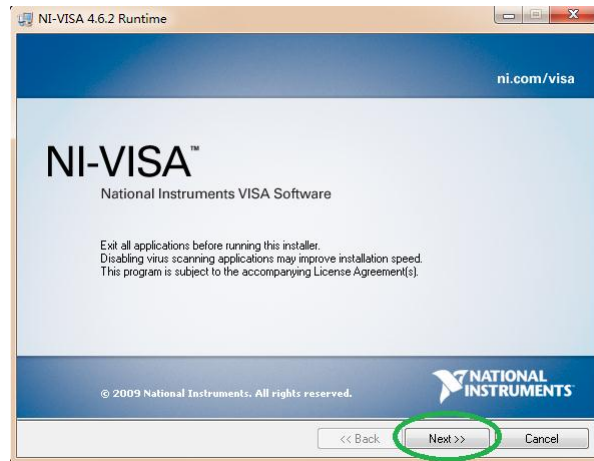 NI-VISA 4.6.2 Runtime
ni.com/visa
NI-VISA™
National Instruments VISA Software
Exit all applications before running this installer.
Disabling virus scanning applications may improve installation speed.
This program is subject to the accompanying License Agreement(s).
© 2009 National Instruments. All rights reserved.
NATIONAL
INSTRUMENTS
<< Back Next >> Cancel